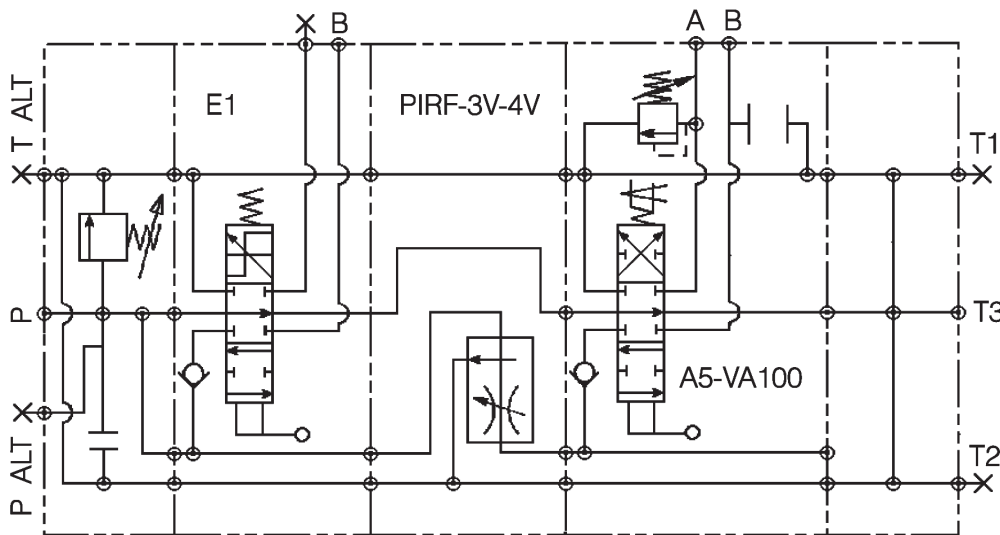 B
A B
E1
PIRF-3V-4V
T ALT
T1
P
T3
A5-VA100
P ALT
T2